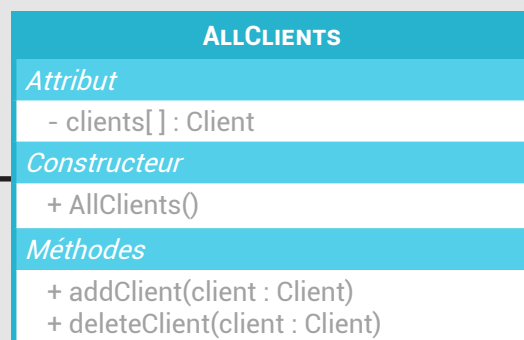 ALLCLIENTS
Attribut
- clients[ ] : Client
Constructeur
+ AllClients()
Méthodes
+ addClient(client : Client)
+ deleteClient(client : Client)